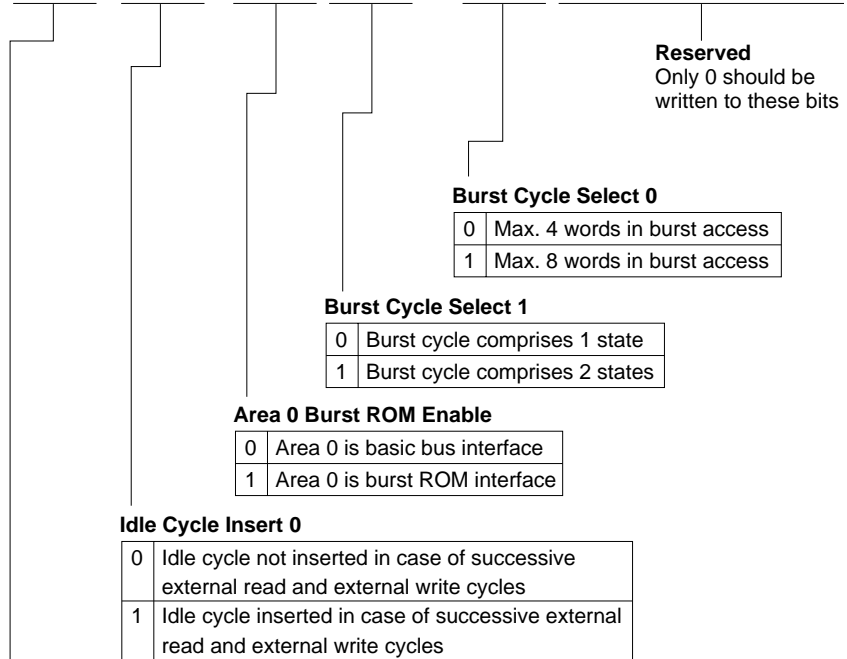 Reserved
Only 0 should be
written to these bits
Burst Cycle Select 0
0 Max. 4 words in burst access
1 Max. 8 words in burst access
Burst Cycle Select 1
0 Burst cycle comprises 1 state
1 Burst cycle comprises 2 states
Area 0 Burst ROM Enable
0 Area 0 is basic bus interface
1 Area 0 is burst ROM interface
Idle Cycle Insert 0
0 Idle cycle not inserted in case of successive
external read and external write cycles
1 Idle cycle inserted in case of successive external
read and external write cycles